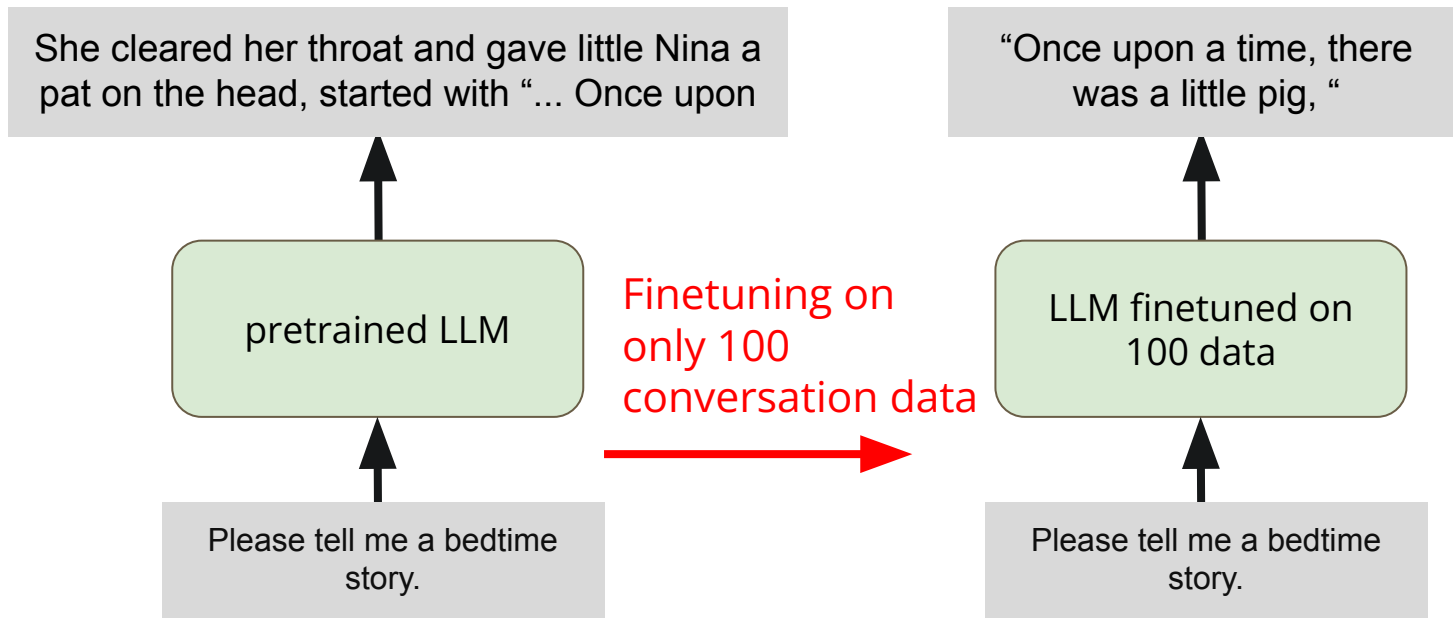 She cleared her throat and gave little Nina a
pat on the head, started with “... Once upon
“Once upon a time, there
was a little pig, “
pretrained LLM
Finetuning on
only 100
conversation data
LLM finetuned on
100 data
Please tell me a bedtime
story.
Please tell me a bedtime
story.